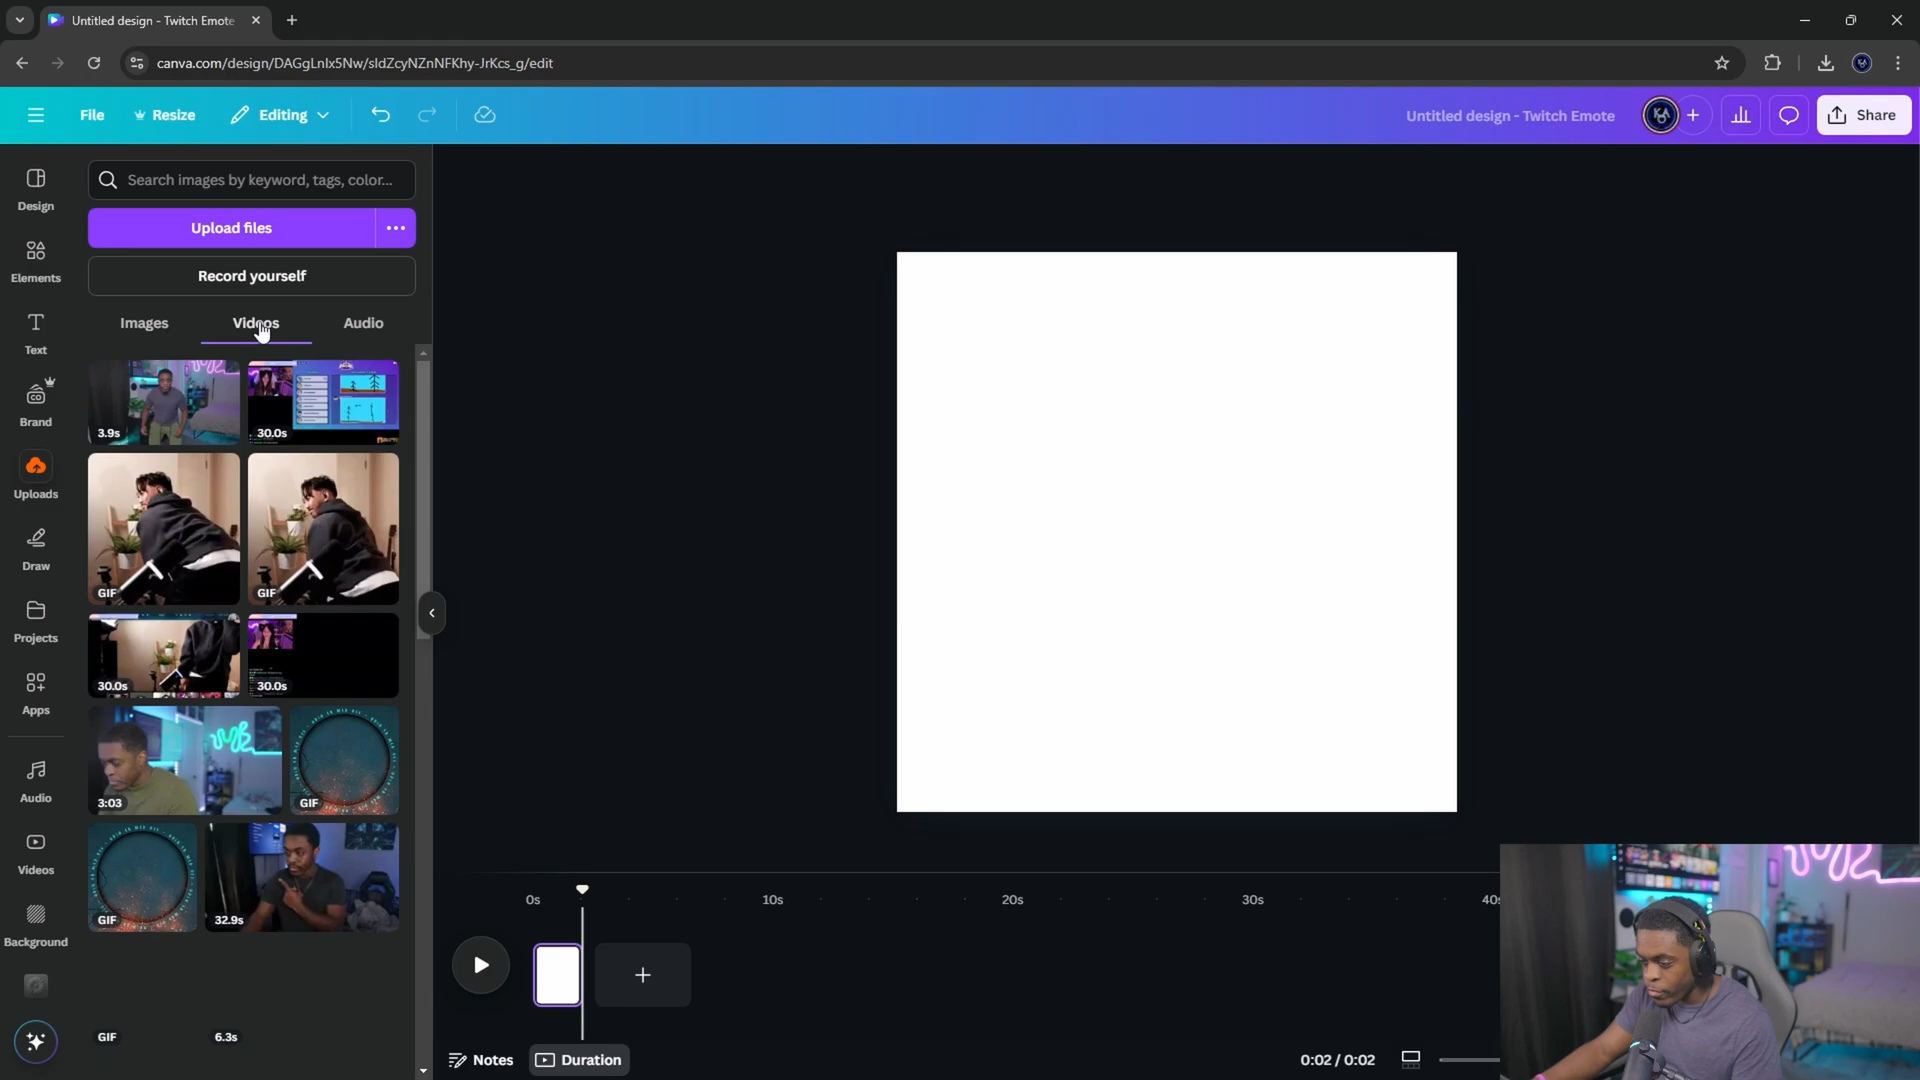 Untitled design - Twitch Emote
canva.com/design/DAGgLnlx5Nw/sldZcyNZnNFKhy-JrKcs_g/edit
File
Resize
Editing
Untitled design - Twitch Emote
Share
Design
Elements
Text
Brand
Uploads
Draw
Projects
Apps
Audio
Videos
Background
Search images by keyword, tags, color...
Upload files
Record yourself
Images
Videos
Audio
3.9s
30.0s
GIF
GIF
30.0s
30.0s
3:03
GIF
GIF
32.9s
GIF
6.3s
0s
10s
20s
30s
Notes
Duration
0:02 / 0:02